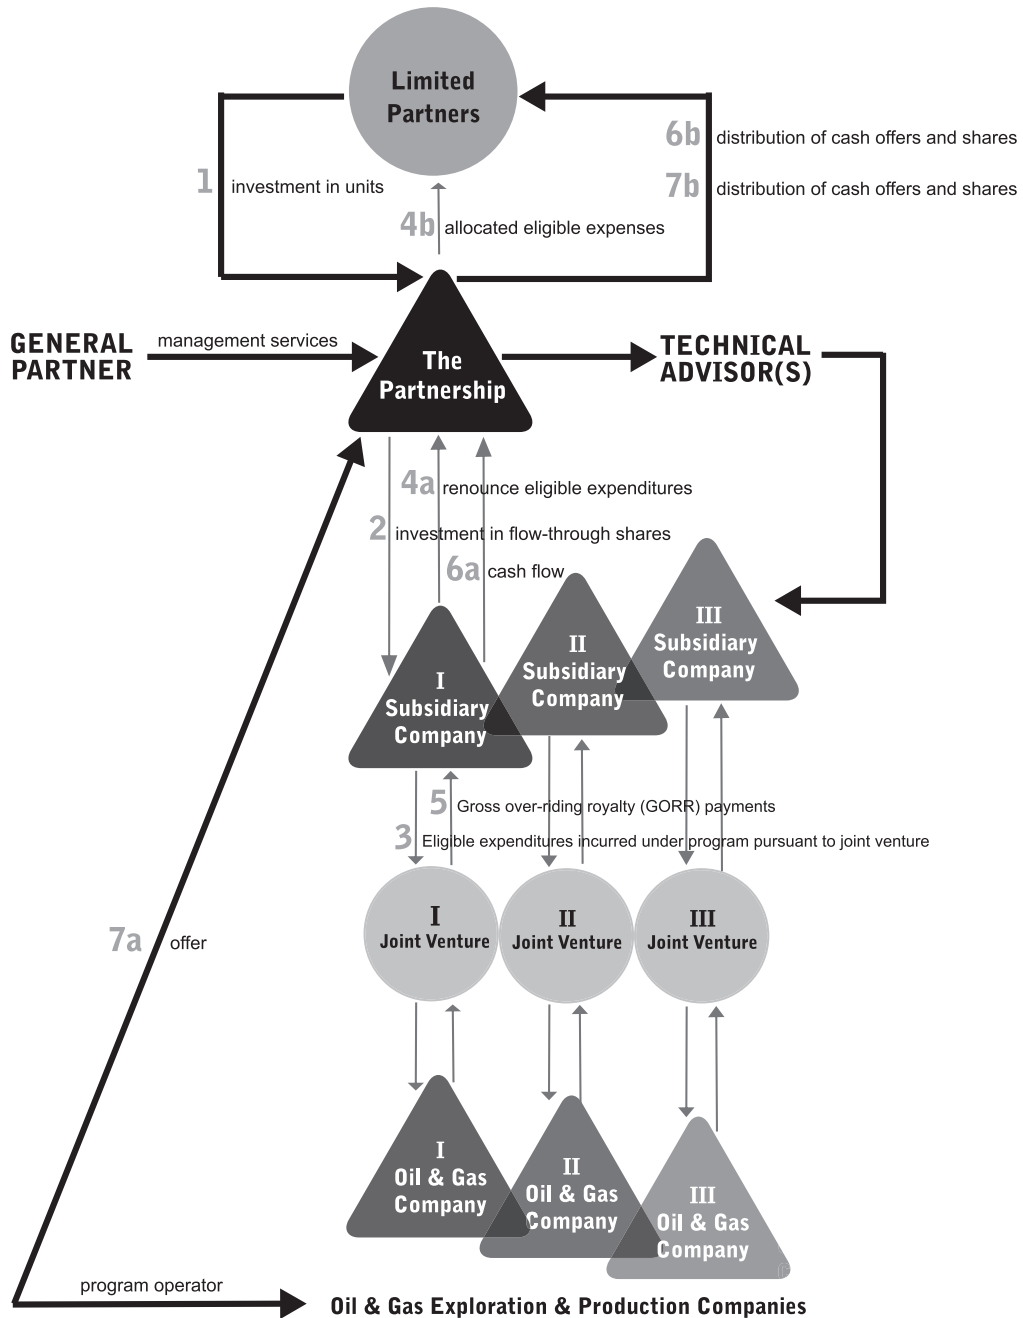 Limited
Partners
6b distribution of cash offers and shares
1 investment in units
7b distribution of cash offers and shares
4b allocated eligible expenses
GENERAL
PARTNER
management services
The
Partnership
TECHNICAL
ADVISOR(S)
4a renounce eligible expenditures
2 investment in flow-through shares
6a cash flow
I
Subsidiary
Company
II
Subsidiary
Company
III
Subsidiary
Company
5 Gross over-riding royalty (GORR) payments
3 Eligible expenditures incurred under program pursuant to joint venture
I
Joint Venture
II
Joint Venture
III
Joint Venture
7a offer
I
Oil & Gas
Company
II
Oil & Gas
Company
III
Oil & Gas
Company
program operator
Oil & Gas Exploration & Production Companies